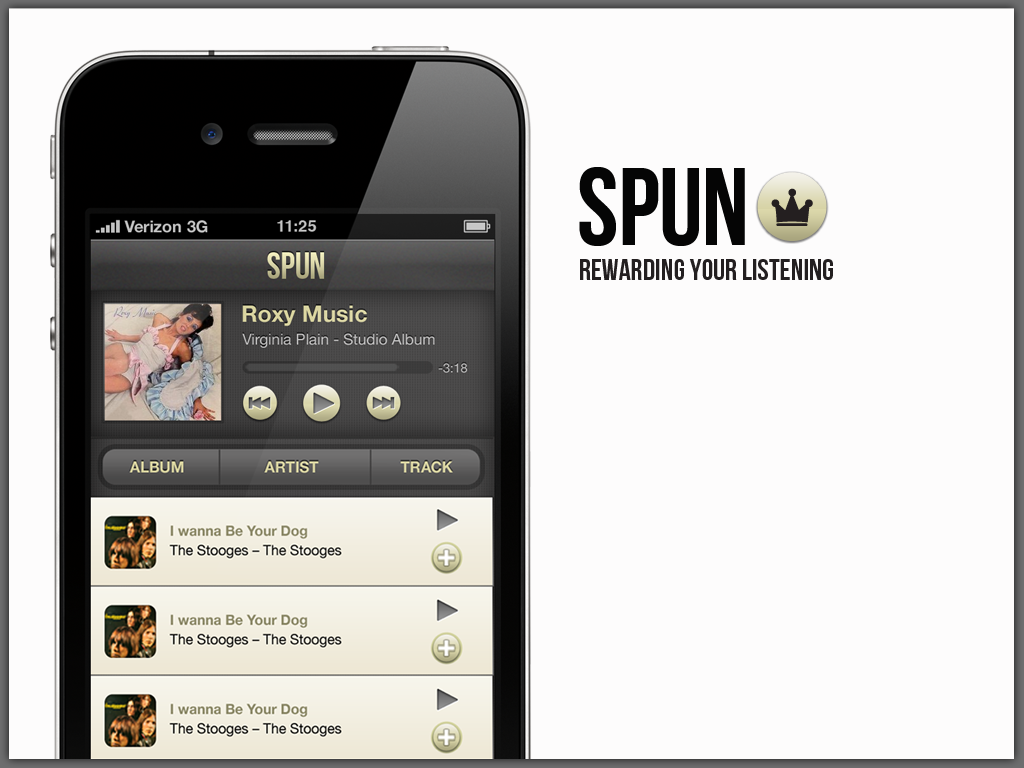 Verizon 3G 11:25
SPUN
Roxy Music
Roxy Music
Virginia Plain - Studio Album
-3:18
ALBUM ARTIST TRACK
I wanna Be Your Dog
The Stooges – The Stooges
I wanna Be Your Dog
The Stooges – The Stooges
I wanna Be Your Dog
The Stooges – The Stooges
SPUN
REWARDING YOUR LISTENING